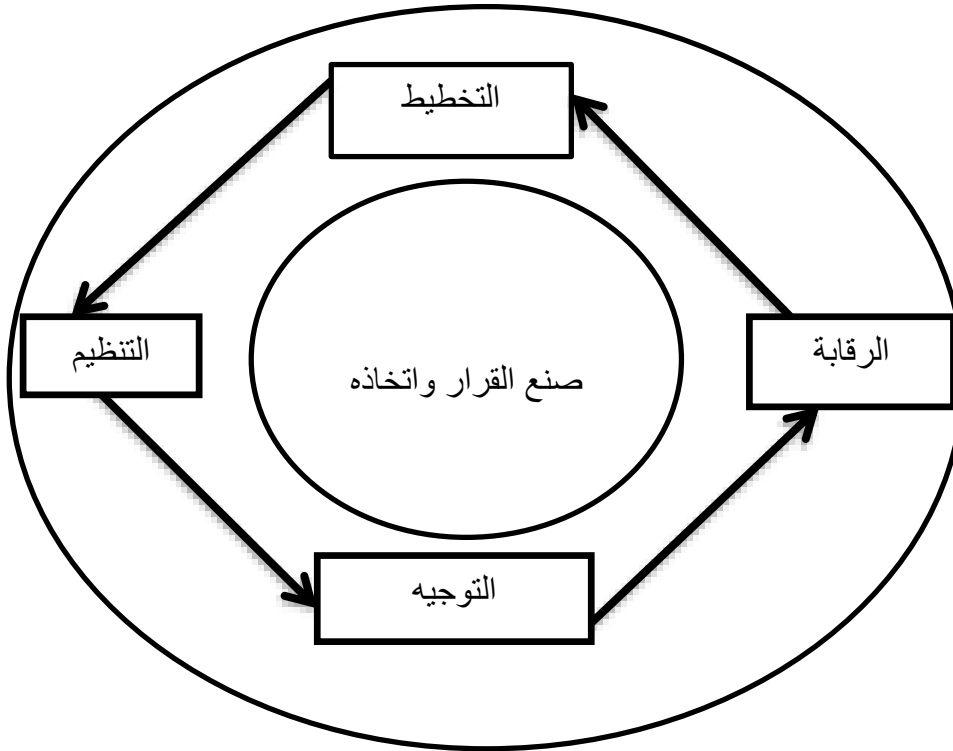 التخطيط
الرقابة
التنظيم
صنع القرار واتخاذه
التوجيه